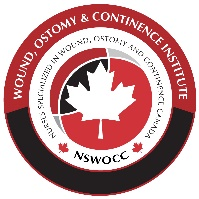 WOUND, OSTOMY & CONTINENCE INSTITUTE
NURSES SPECIALIZED IN WOUND, OSTOMY AND CONTINENCE CANADA
NSWOCC